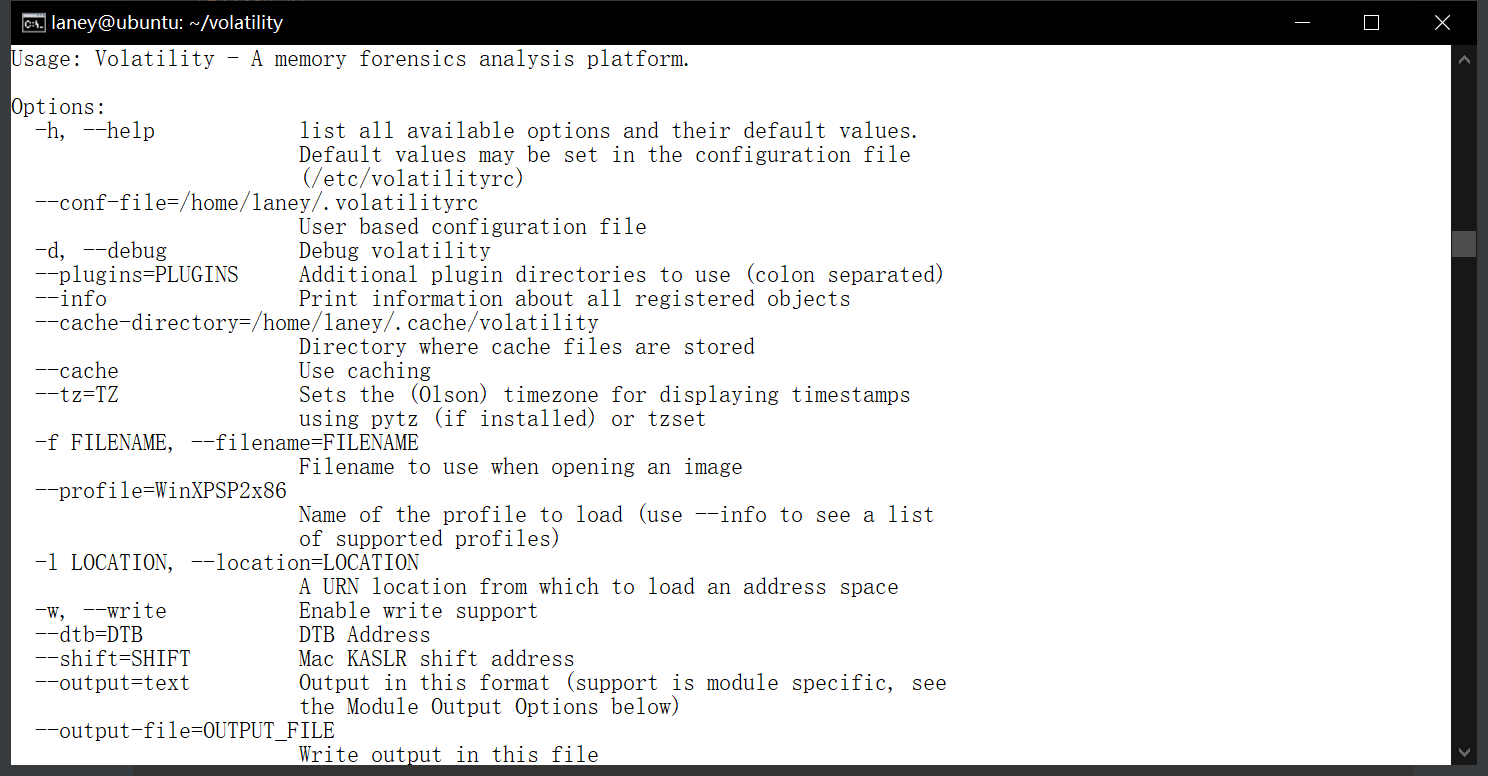 laney@ubuntu: ~/volatility
Usage: Volatility - A memory forensics analysis platform.
Options:
-h, --help list all available options and their default values.
Default values may be set in the configuration file
(/etc/volatilityrc)
--conf-file=/home/laney/.volatilityrc
User based configuration file
-d, --debug Debug volatility
--plugins=PLUGINS Additional plugin directories to use (colon separated)
--info Print information about all registered objects
--cache-directory=/home/laney/.cache/volatility
Directory where cache files are stored
--cache Use caching
--tz=TZ Sets the (Olson) timezone for displaying timestamps
using pytz (if installed) or tzset
-f FILENAME, --filename=FILENAME
Filename to use when opening an image
--profile=WinXPSP2x86
Name of the profile to load (use --info to see a list
of supported profiles)
-l LOCATION, --location=LOCATION
A URN location from which to load an address space
-w, --write Enable write support
--dtb=DTB DTB Address
--shift=SHIFT Mac KASLR shift address
--output=text Output in this format (support is module specific, see
the Module Output Options below)
--output-file=OUTPUT_FILE
Write output in this file